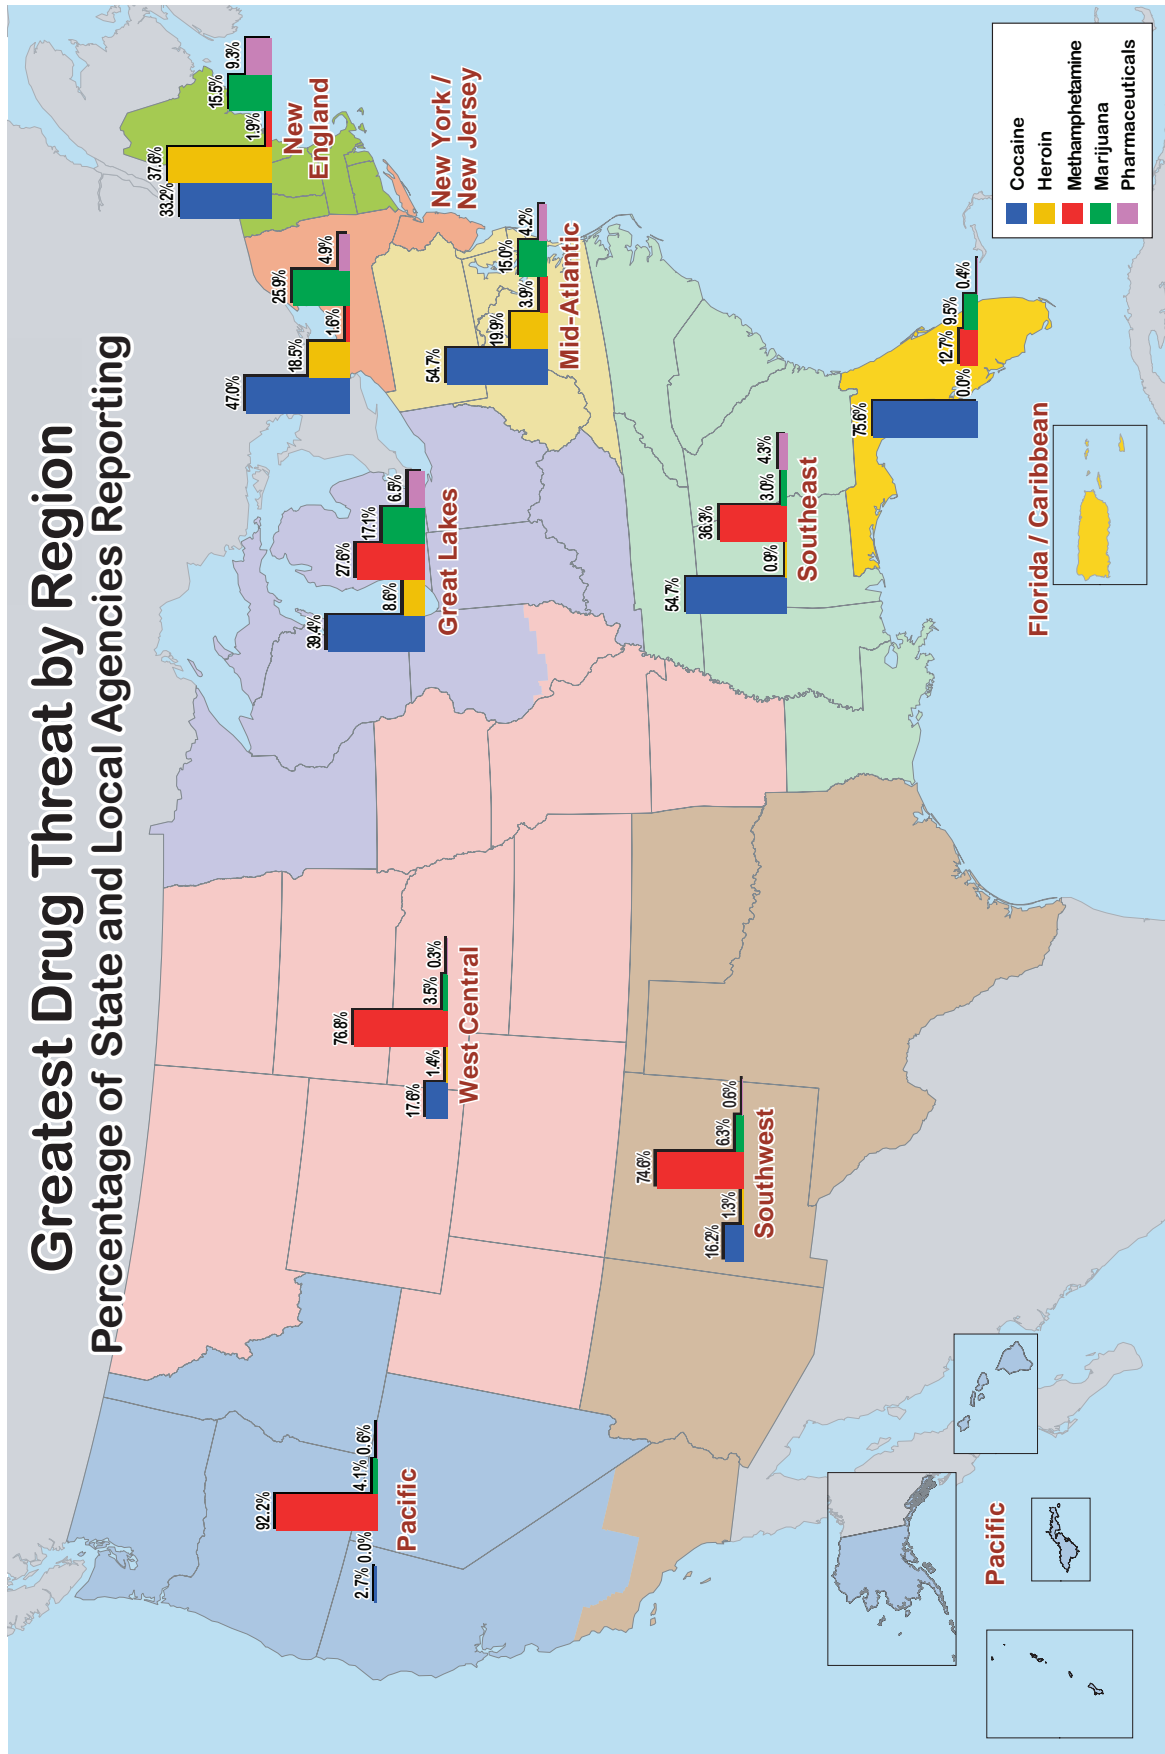 Greatest Drug Threat by Region
Percentage of State and Local Agencies Reporting
2.7%
0.0%
92.2%
4.1%
0.6%
Pacific
17.6%
1.4%
76.8%
3.5%
0.3%
West-Central
39.4%
8.6%
27.6%
17.1%
6.5%
Great Lakes
47.0%
18.5%
1.6%
25.9%
4.9%
New York /
New Jersey
33.2%
37.6%
1.9%
15.5%
9.3%
New
England
54.7%
19.9%
3.9%
15.0%
4.2%
Mid-Atlantic
16.2%
1.3%
74.6%
6.3%
0.6%
Southwest
54.7%
0.9%
36.3%
3.0%
4.3%
Southeast
75.6%
0.0%
12.7%
9.5%
0.4%
Florida / Caribbean
Pacific
Cocaine
Heroin
Methamphetamine
Marijuana
Pharmaceuticals